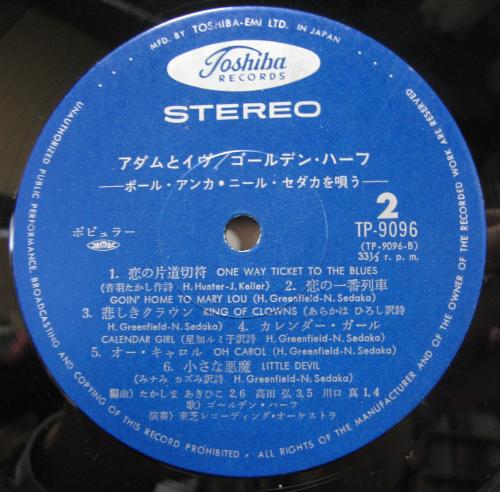 MFD. BY TOSHIBA-EMI LTD. IN JAPAN
Toshiba
RECORDS
STEREO
アダムとイヴ ゴールデン・ハーフ
—ポール・アンカ●ニール・セダカを唄う—
ポピュラー
JASRAC
2
TP-9096
(TP-9096-B)
33⅓ r. p. m.
1. 恋の片道切符 ONE WAY TICKET TO THE BLUES
(音羽たかし作詩 H. Hunter-J. Keller) 2. 恋の一番列車
GOIN' HOME TO MARY LOU (H. Greenfield-N. Sedaka)
3 悲しきクラウン KING OF CLOWNS (あらかは ひろし訳詩
H. Greenfield-N. Sedaka) 4. カレンダー・ガール
CALENDAR GIRL (星加ルミ子訳詩 H. Greenfield-N. Sedaka)
5. オー・キャロル OH CAROL (H. Greenfield-N. Sedaka)
6. 小さな悪魔 LITTLE DEVIL
(みナみ カズみ訳詩 H. Greenfield-N. Sedaka)
編曲) たかしま あきひこ 2,6 高田 弘 3,5 川口 真 1,4
歌) ゴールデン・ハーフ
演奏) 東芝レコーディング・オーケストラ
UNAUTHORIZED PUBLIC PERFORMANCE, BROADCASTING AND COPYING OF THIS RECORD PROHIBITED. ALL RIGHTS OF THE MANUFACTURER AND OF THE OWNER OF THE RECORDED WORK ARE RESERVED